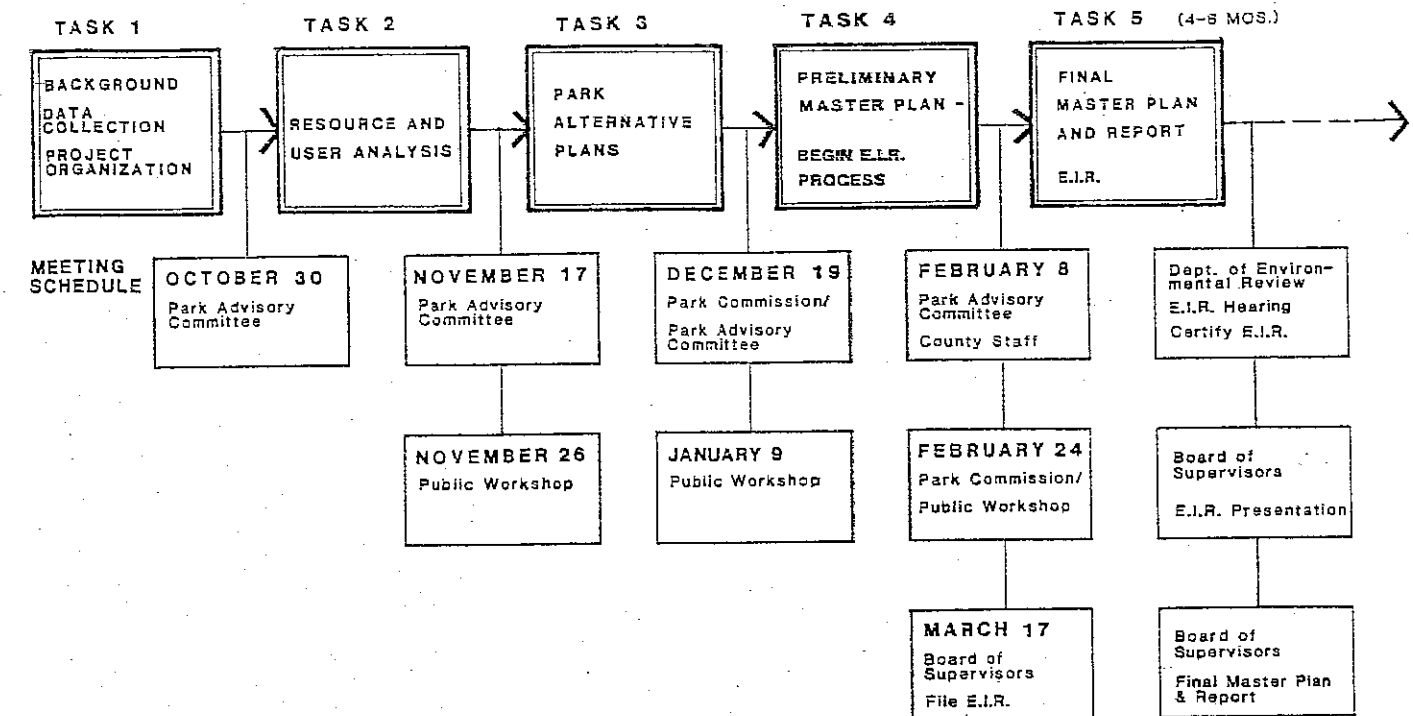 TASK 1
TASK 2
TASK 3
TASK 4
TASK 5 (4-6 MOS.)
BACKGROUND
DATA
COLLECTION
PROJECT
ORGANIZATION
RESOURCE AND
USER ANALYSIS
PARK
ALTERNATIVE
PLANS
PRELIMINARY
MASTER PLAN -
BEGIN E.I.R.
PROCESS
FINAL
MASTER PLAN
AND REPORT
E.I.R.
MEETING
SCHEDULE
OCTOBER 30
Park Advisory
Committee
NOVEMBER 17
Park Advisory
Committee
DECEMBER 19
Park Commission/
Park Advisory
Committee
FEBRUARY 8
Park Advisory
Committee
County Staff
Dept. of Environ-
mental Review
E.I.R. Hearing
Certify E.I.R.
NOVEMBER 26
Public Workshop
JANUARY 9
Public Workshop
FEBRUARY 24
Park Commission/
Public Workshop
Board of
Supervisors
E.I.R. Presentation
MARCH 17
Board of
Supervisors
File E.I.R.
Board of
Supervisors
Final Master Plan
& Report